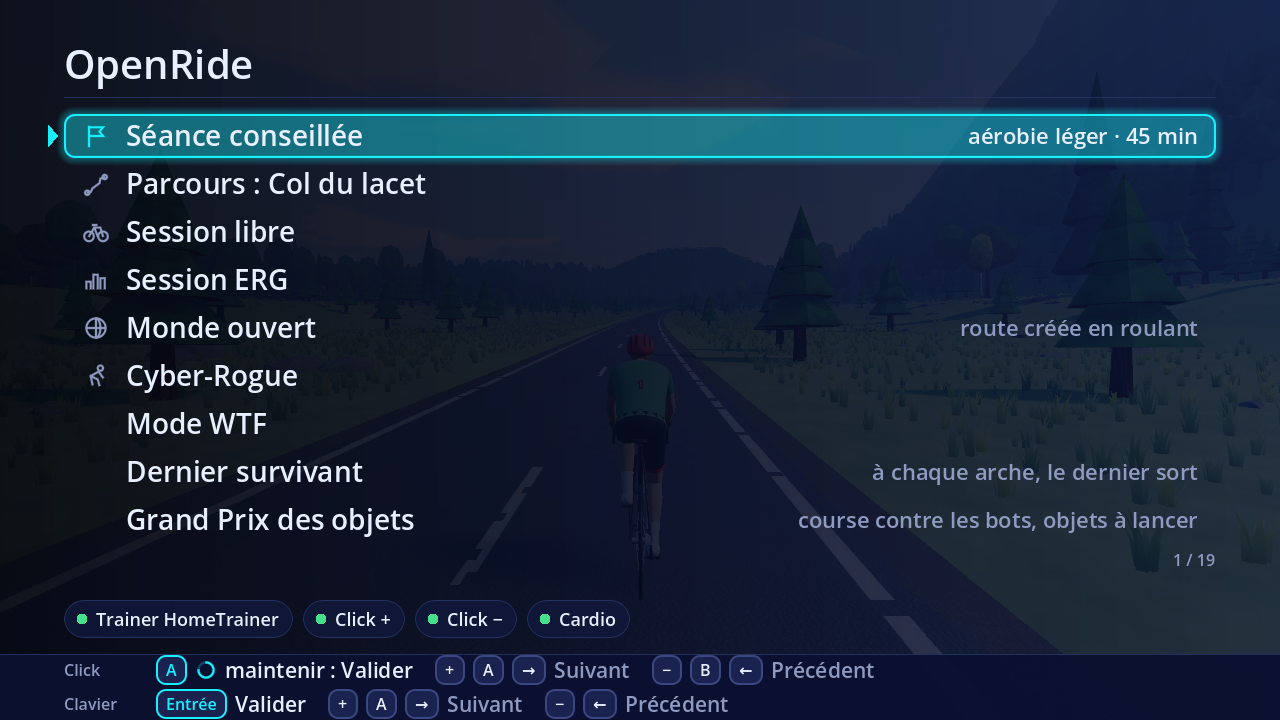 OpenRide
Séance conseillée aérobie léger · 45 min
Parcours : Col du lacet
Session libre
Session ERG
Monde ouvert route créée en roulant
Cyber-Rogue
Mode WTF
Dernier survivant à chaque arche, le dernier sort
Grand Prix des objets course contre les bots, objets à lancer
1 / 19
Trainer HomeTrainer Click + Click − Cardio
Click A maintenir : Valider + A → Suivant − B ← Précédent
Clavier Entrée Valider + A → Suivant − ← Précédent